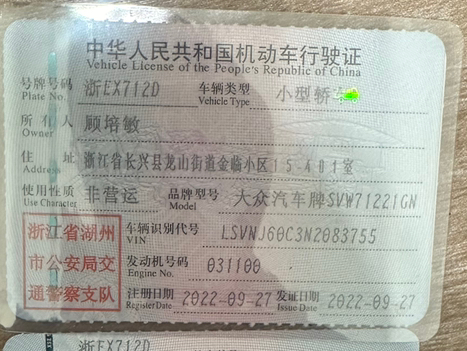 中华人民共和国机动车行驶证
Vehicle License of the People's Republic of China
号牌号码 浙EX712D 车辆类型 小型轿
Plate No. Vehicle Type
所有人 顾培敏
Owner
住址 浙江省长兴县龙山街道金临小区15-401室
Address
使用性质 非营运 品牌型号 大众汽车牌SVW71221GN
Use Character Model
浙江省湖州
市公安局交
通警察支队
车辆识别代号 LSVNJ60C3N2083755
VIN
发动机号码 031100
Engine No.
注册日期 2022-09-27 发证日期 2022-09-27
Register Date Issue Date
浙EX712D